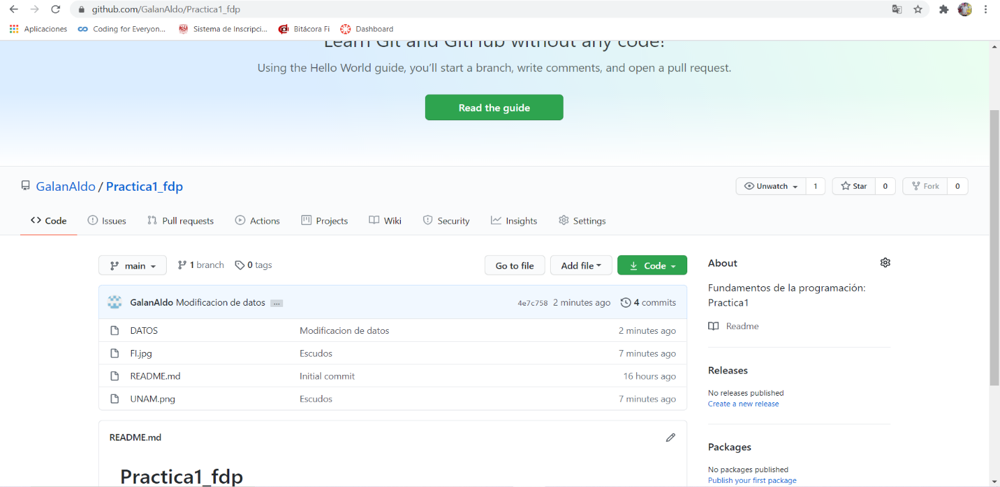 github.com/GalanAldo/Practica1_fdp
Aplicaciones Coding for Everyon... Sistema de Inscripci... Bitácora Fi Dashboard
Learn Git and GitHub without any code!
Using the Hello World guide, you’ll start a branch, write comments, and open a pull request.
Read the guide
GalanAldo / Practica1_fdp
Unwatch 1 Star 0 Fork 0
Code Issues Pull requests Actions Projects Wiki Security Insights Settings
main 1 branch 0 tags Go to file Add file Code
GalanAldo Modificacion de datos ... 4e7c758 2 minutes ago 4 commits
DATOS Modificacion de datos 2 minutes ago
FI.jpg Escudos 7 minutes ago
README.md Initial commit 16 hours ago
UNAM.png Escudos 7 minutes ago
README.md
Practica1_fdp
About
Fundamentos de la programación:
Practica1
Readme
Releases
No releases published
Create a new release
Packages
No packages published
Publish your first package